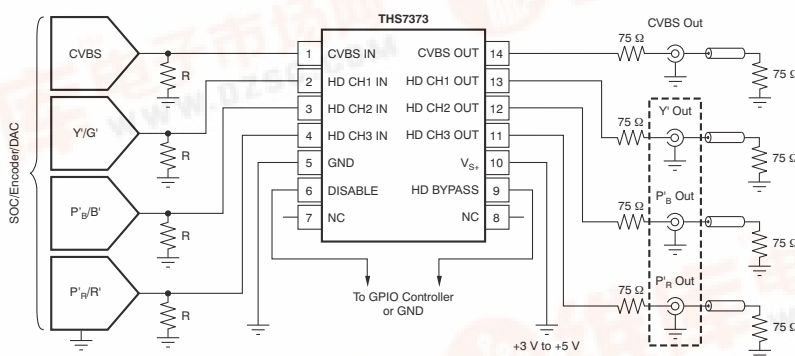 THS7373
SOC/Encoder/DAC
CVBS
R
Y'/G'
R
P'B/B'
R
P'R/R'
R
1 CVBS IN
2 HD CH1 IN
3 HD CH2 IN
4 HD CH3 IN
5 GND
6 DISABLE
7 NC
CVBS OUT 14
HD CH1 OUT 13
HD CH2 OUT 12
HD CH3 OUT 11
VS+ 10
HD BYPASS 9
NC 8
To GPIO Controller
or GND
+3 V to +5 V
CVBS Out
75 Ω
75 Ω
Y' Out
75 Ω
75 Ω
P'B Out
75 Ω
75 Ω
P'R Out
75 Ω
75 Ω
WWW.DZSC.COM